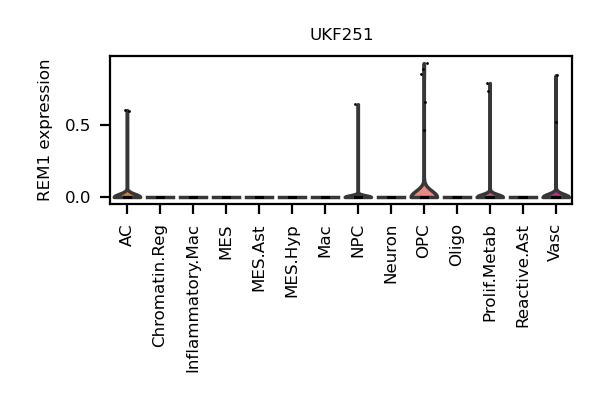 UKF251
REM1 expression
0.5
0.0
AC
Chromatin.Reg
Inflammatory.Mac
MES
MES.Ast
MES.Hyp
Mac
NPC
Neuron
OPC
Oligo
Prolif.Metab
Reactive.Ast
Vasc